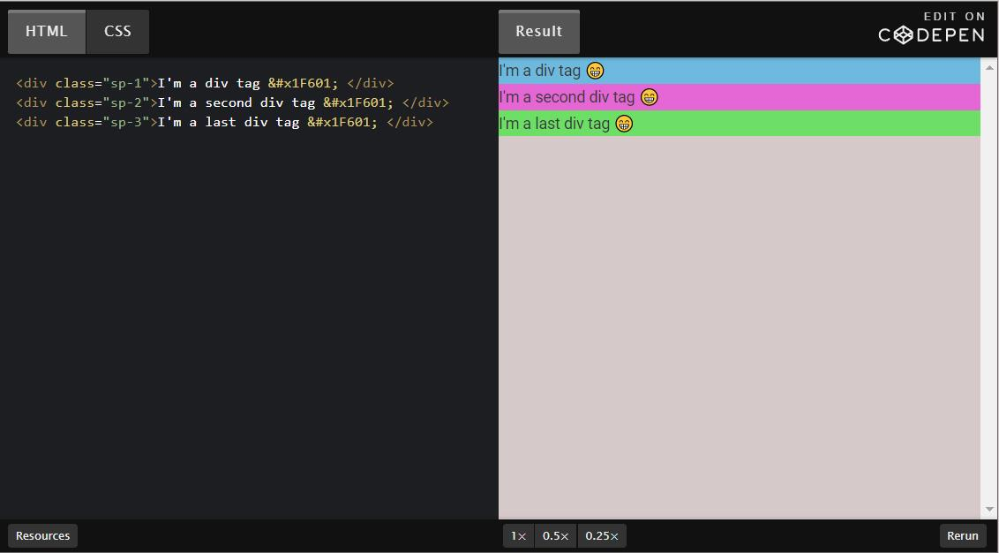 HTML CSS
<div class="sp-1">I'm a div tag &#x1F601; </div>
<div class="sp-2">I'm a second div tag &#x1F601; </div>
<div class="sp-3">I'm a last div tag &#x1F601; </div>
Resources
Result
EDIT ON
CODEPEN
I'm a div tag 😁
I'm a second div tag 😁
I'm a last div tag 😁
1× 0.5× 0.25×
Rerun